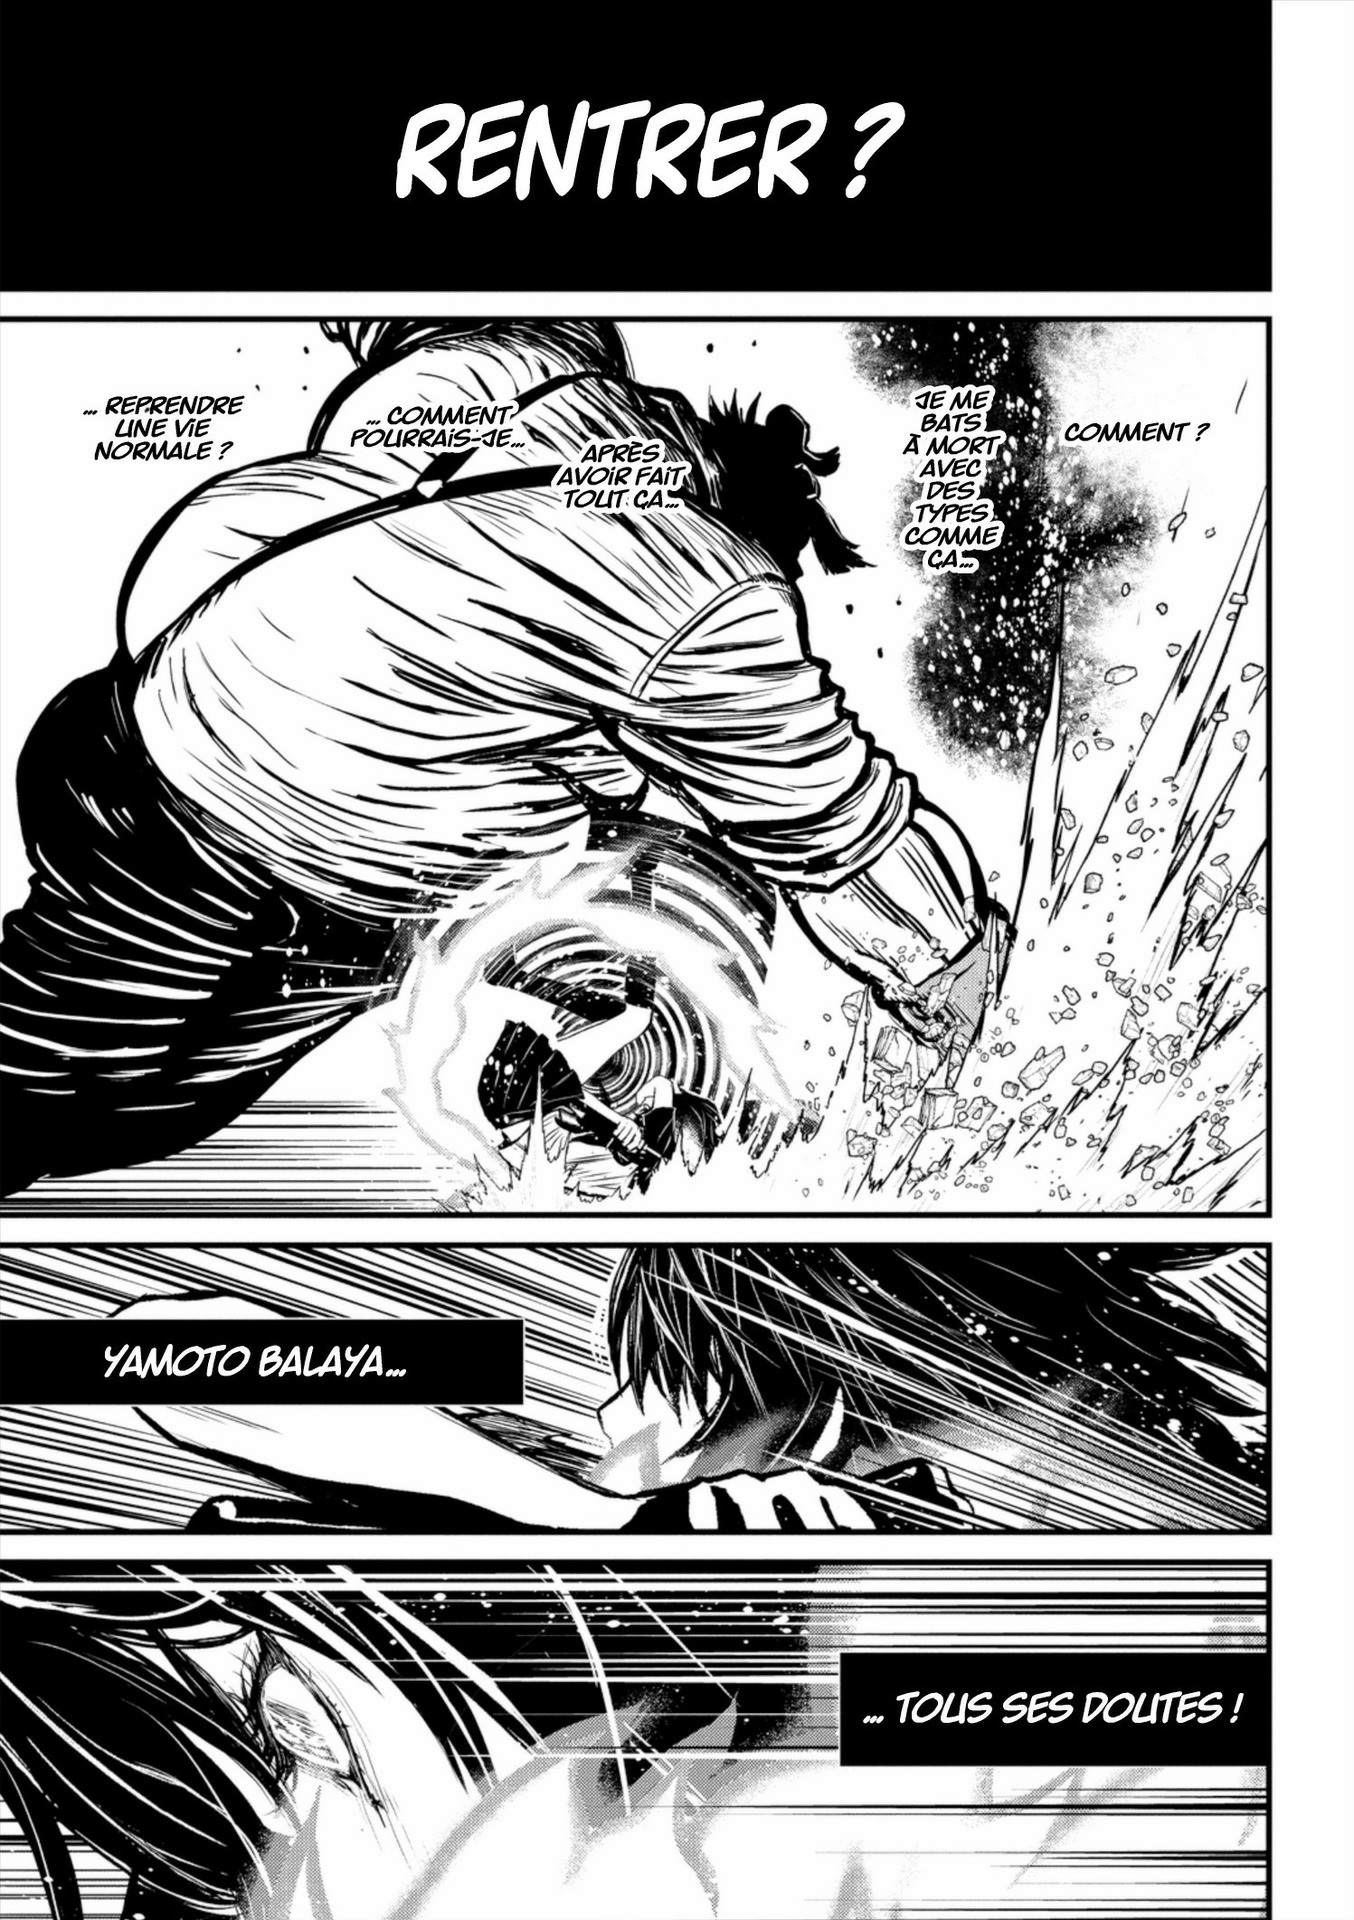 RENTRER ?
COMMENT ?
JE ME
BATS
À MORT
AVEC
DES
TYPES
COMME
ÇA...
APRÈS
AVOIR FAIT
TOUT ÇA...
... COMMENT
POURRAIS-JE...
... REPRENDRE
UNE VIE
NORMALE ?
YAMOTO BALAYA...
... TOUS SES DOUTES !